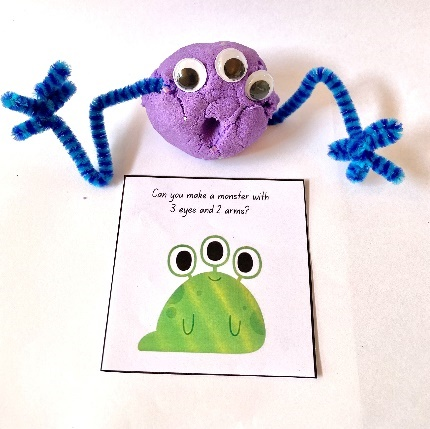 Can you make a monster with
3 eyes and 2 arms?